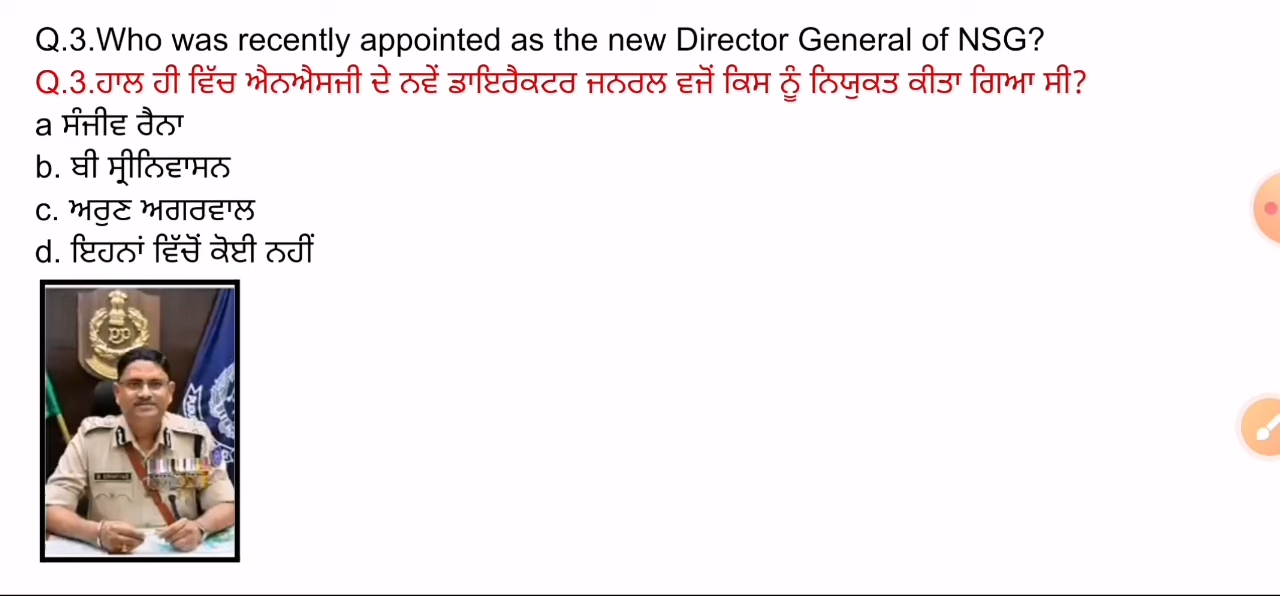 Q.3.Who was recently appointed as the new Director General of NSG?
Q.3.ਹਾਲ ਹੀ ਵਿੱਚ ਐਨਐਸਜੀ ਦੇ ਨਵੇਂ ਡਾਇਰੈਕਟਰ ਜਨਰਲ ਵਜੋਂ ਕਿਸ ਨੂੰ ਨਿਯੁਕਤ ਕੀਤਾ ਗਿਆ ਸੀ?
a ਸੰਜੀਵ ਰੈਨਾ
b. ਬੀ ਸ੍ਰੀਨਿਵਾਸਨ
c. ਅਰੁਣ ਅਗਰਵਾਲ
d. ਇਹਨਾਂ ਵਿੱਚੋਂ ਕੋਈ ਨਹੀਂ